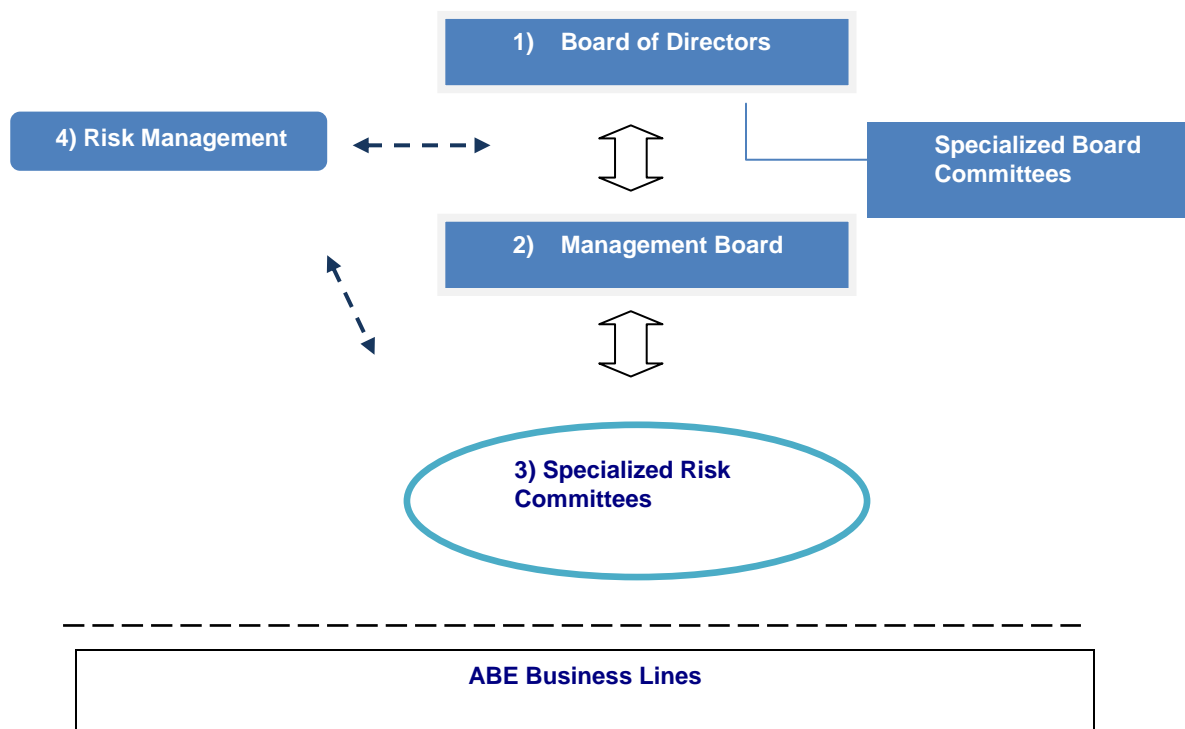 1) Board of Directors
4) Risk Management
Specialized Board
Committees
2) Management Board
3) Specialized Risk
Committees
ABE Business Lines